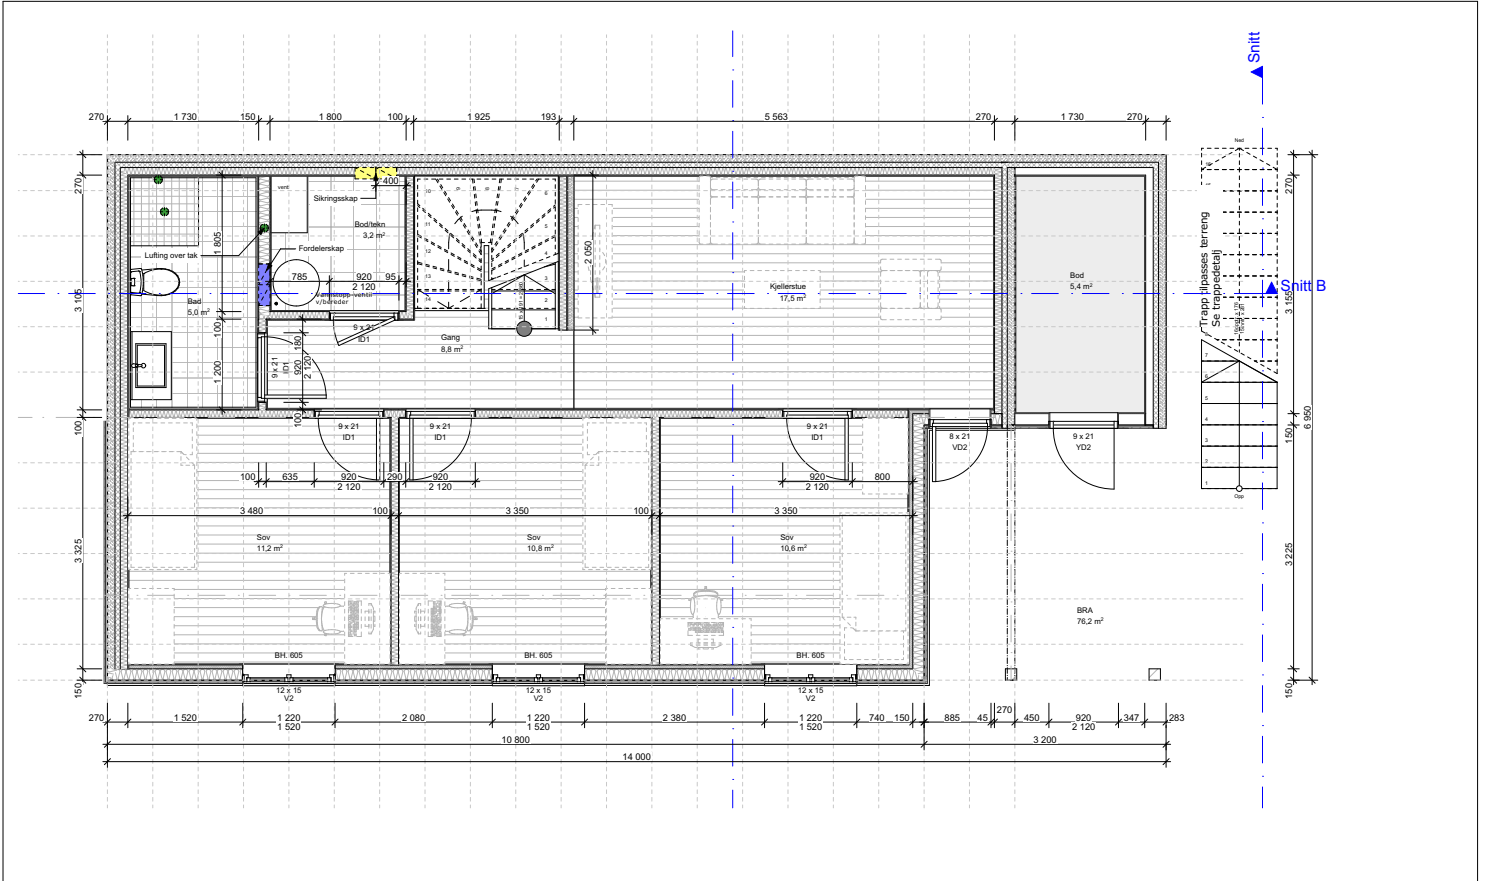 Snitt
270
1 730
150
1 800
100
1 925
193
5 563
270
1 730
270
Ned
270
3 105
100
3 325
150
400
vent
Sikringsskap
Bod/tekn
3,2 m²
Fordelerskap
Lufting over tak
1 805
785
920
2 120
95
v/bereder
Bad
5,0 m²
100
1 200
9 x 21
ID1
180
920
2 120
100
9 x 21
ID1
Gang
8,8 m²
2 050
Kjellerstue
17,5 m²
Bod
5,4 m²
Trapp tilpasses terreng
Se trappedetalj
Snitt B
270
3 155
150
6 950
3 225
150
9 x 21
ID1
9 x 21
ID1
9 x 21
ID1
8 x 21
VD2
9 x 21
YD2
100
635
920
2 120
290
920
2 120
920
2 120
800
3 480
100
3 350
100
3 350
Sov
11,2 m²
Sov
10,8 m²
Sov
10,6 m²
Opp
BRA
76,2 m²
BH. 605
BH. 605
BH. 605
12 x 15
V2
12 x 15
V2
12 x 15
V2
270
1 520
1 220
1 520
2 080
1 220
1 520
2 380
1 220
1 520
740
150
885
45
270
450
920
2 120
347
283
10 800
3 200
14 000